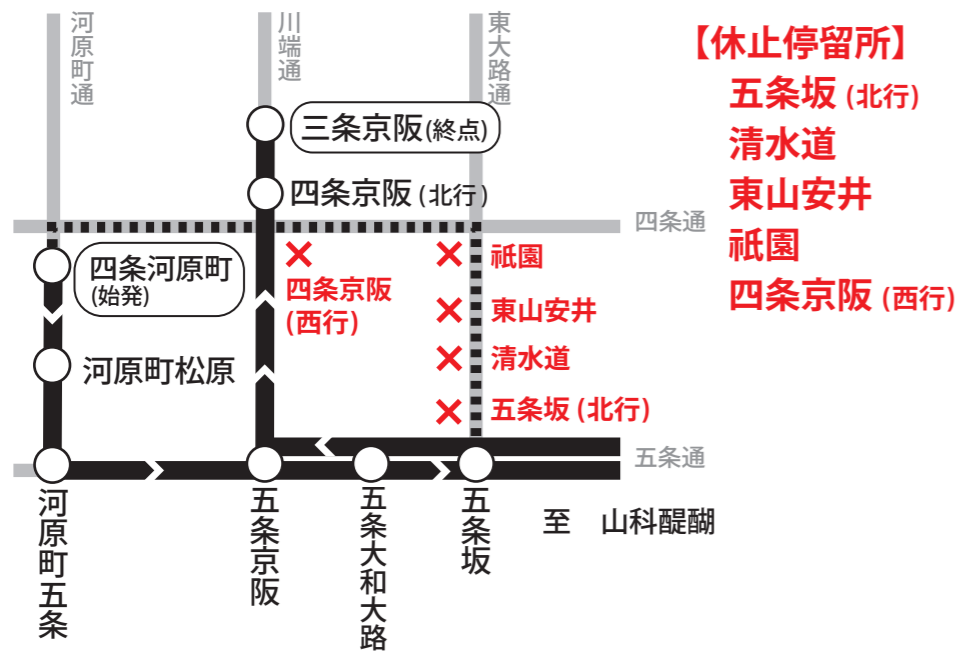 河原町通
川端通
東大路通
【休止停留所】
五条坂 (北行)
清水道
東山安井
祇園
四条京阪 (西行)
三条京阪(終点)
四条京阪 (北行)
四条通
四条河原町
(始発)
四条京阪
(西行)
祇園
東山安井
清水道
五条坂 (北行)
河原町松原
五条通
河原町五条
五条京阪
五条大和大路
五条坂
至 山科醍醐